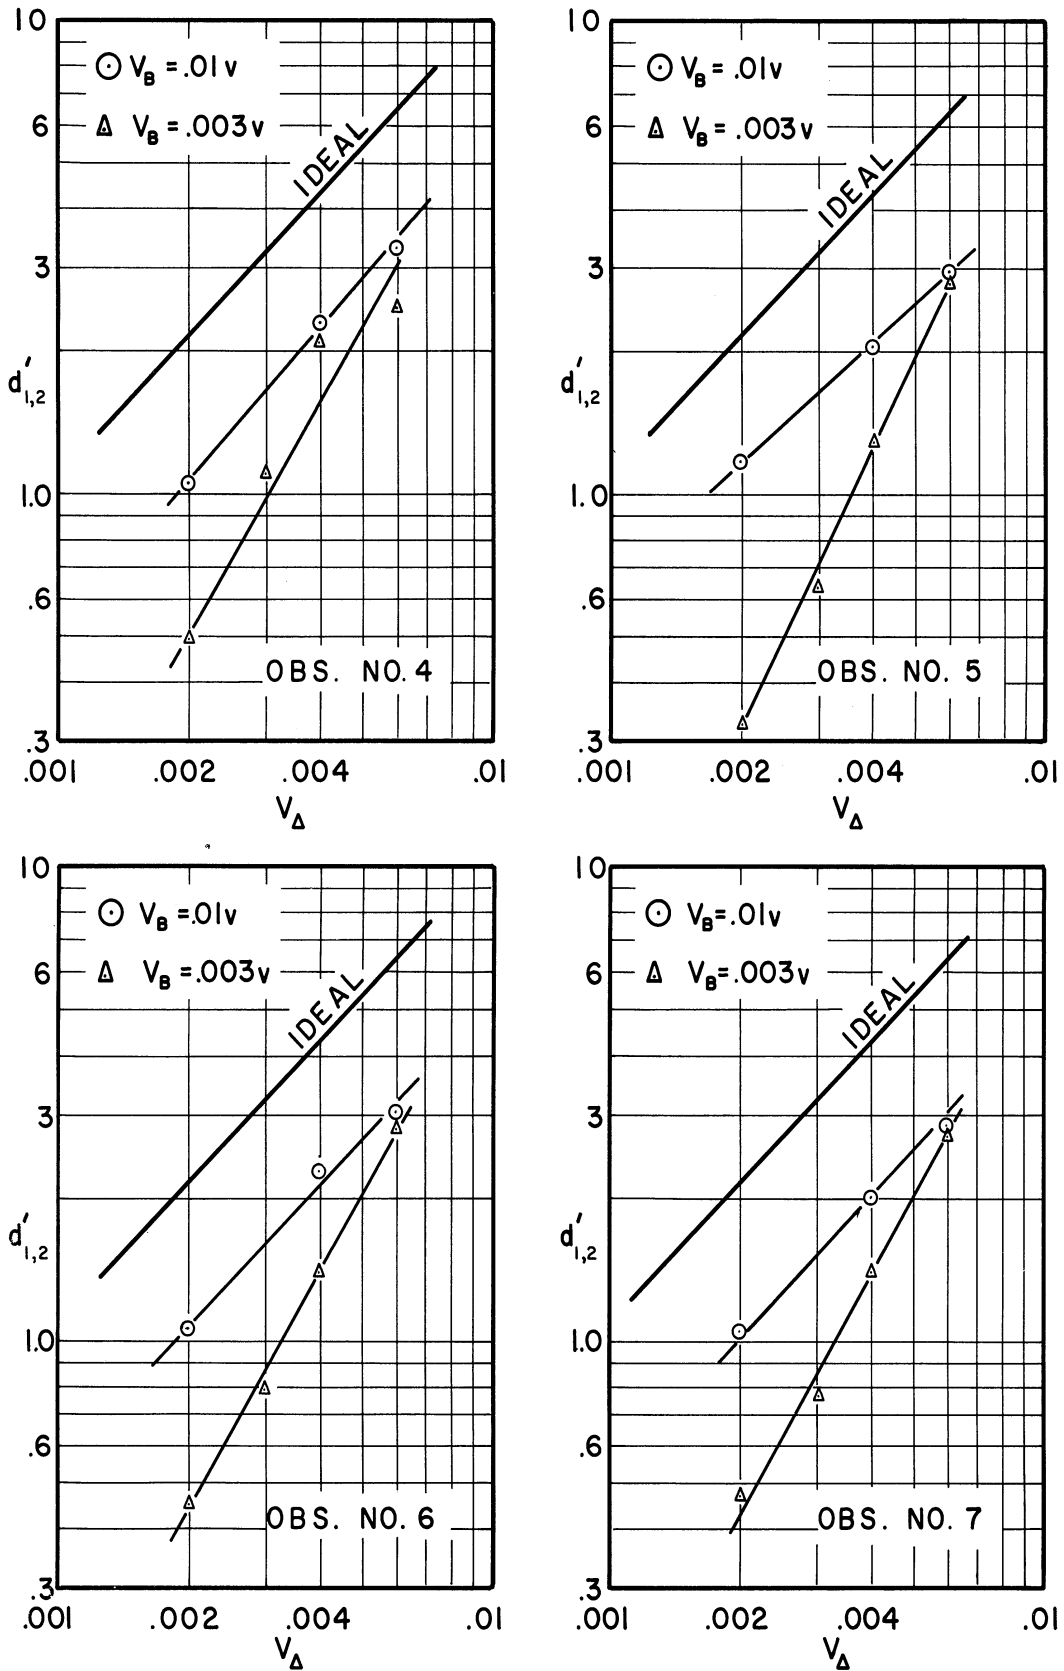 10
V_B = .01v
6
V_B = .003v
IDEAL
3
d'_{1,2}
1.0
.6
OBS. NO. 4
.3
.001 .002 .004 .01
V_Δ
10
V_B = .01v
6
V_B = .003v
IDEAL
3
d'_{1,2}
1.0
.6
OBS. NO. 5
.3
.001 .002 .004 .01
V_Δ
10
V_B = .01v
6
V_B = .003v
IDEAL
3
d'_{1,2}
1.0
.6
OBS. NO. 6
.3
.001 .002 .004 .01
V_Δ
10
V_B = .01v
6
V_B = .003v
IDEAL
3
d'_{1,2}
1.0
.6
OBS. NO. 7
.3
.001 .002 .004 .01
V_Δ